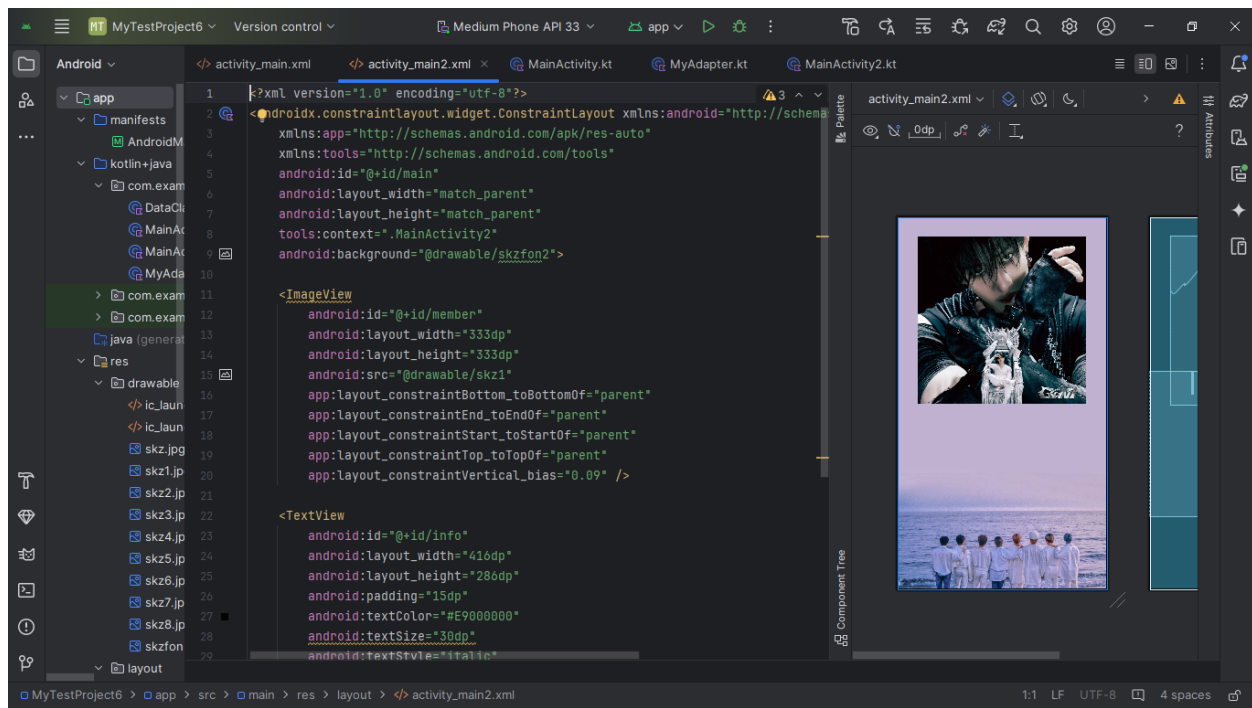 MT MyTestProject6 Version control Medium Phone API 33 app
Android
activity_main.xml activity_main2.xml MainActivity.kt MyAdapter.kt MainActivity2.kt
app
manifests
AndroidM
kotlin+java
com.exam
DataCla
MainAc
MainAc
MyAda
com.exam
com.exam
java (generat
res
drawable
ic_laun
ic_laun
skz.jpg
skz1.jp
skz2.jp
skz3.jp
skz4.jp
skz5.jp
skz6.jp
skz7.jp
skz8.jp
skzfon
layout
1 <?xml version="1.0" encoding="utf-8"?>
3
2 <androidx.constraintlayout.widget.ConstraintLayout xmlns:android="http://schema
3 xmlns:app="http://schemas.android.com/apk/res-auto"
4 xmlns:tools="http://schemas.android.com/tools"
5 android:id="@+id/main"
6 android:layout_width="match_parent"
7 android:layout_height="match_parent"
8 tools:context=".MainActivity2"
9 android:background="@drawable/skzfon2">
10
11 <ImageView
12 android:id="@+id/member"
13 android:layout_width="333dp"
14 android:layout_height="333dp"
15 android:src="@drawable/skz1"
16 app:layout_constraintBottom_toBottomOf="parent"
17 app:layout_constraintEnd_toEndOf="parent"
18 app:layout_constraintStart_toStartOf="parent"
19 app:layout_constraintTop_toTopOf="parent"
20 app:layout_constraintVertical_bias="0.09" />
21
22 <TextView
23 android:id="@+id/info"
24 android:layout_width="416dp"
25 android:layout_height="286dp"
26 android:padding="15dp"
27 android:textColor="#E9000000"
28 android:textSize="30dp"
29 android:textStyle="italic"
Palette
Component Tree
activity_main2.xml
0dp
?
Attributes
MyTestProject6 > app > src > main > res > layout > activity_main2.xml
1:1 LF UTF-8 4 spaces